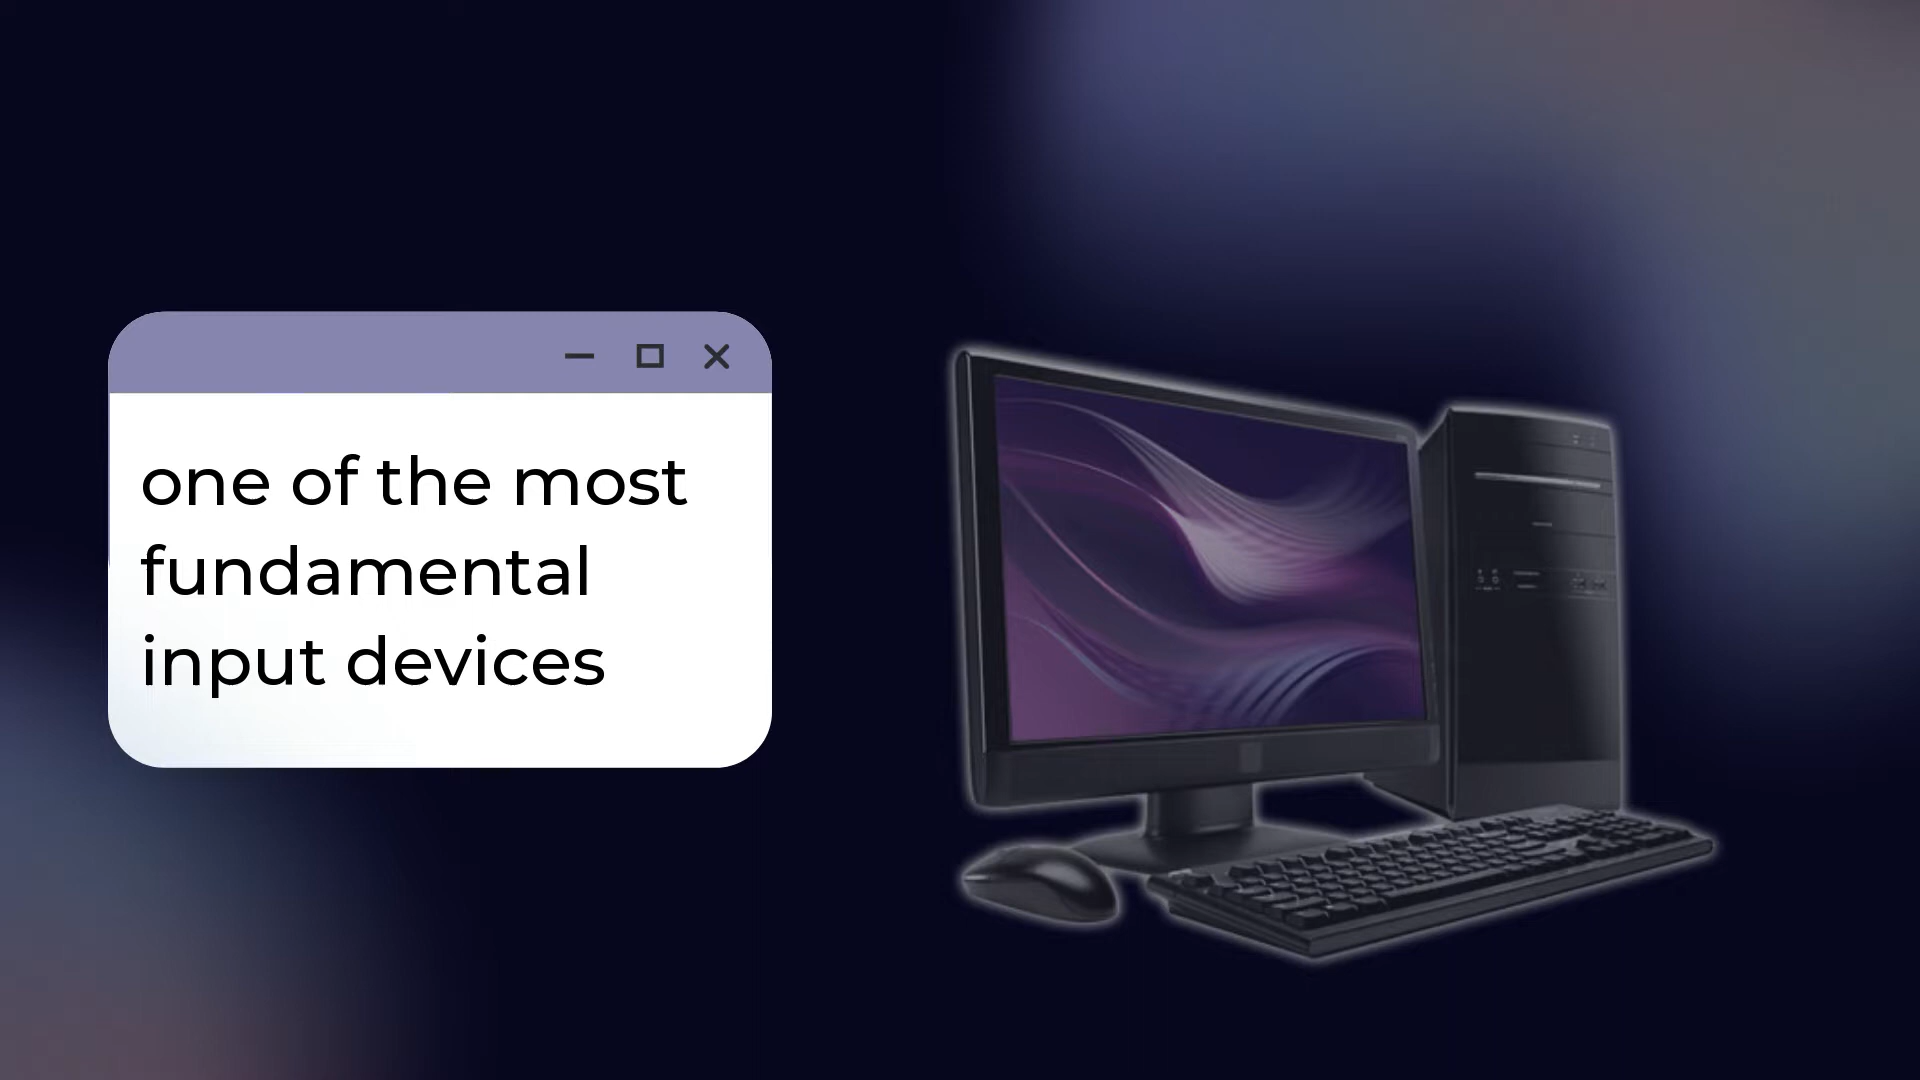 one of the most
fundamental
input devices